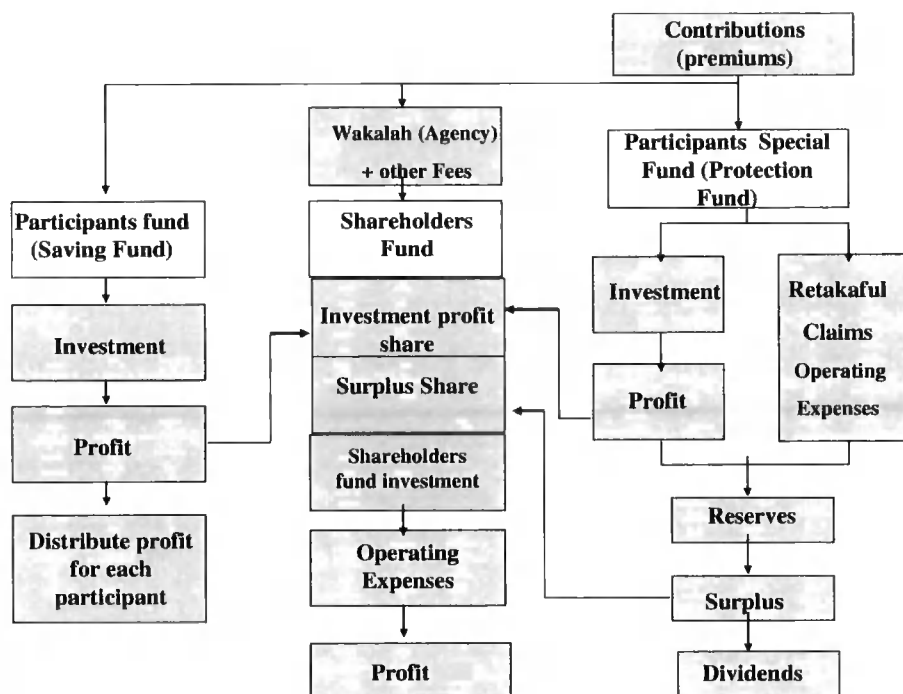 Contributions
(premiums)
Wakalah (Agency)
+ other Fees
Participants Special
Fund (Protection
Fund)
Participants fund
(Saving Fund)
Shareholders
Fund
Investment
Retakaful
Claims
Operating
Expenses
Investment profit
share
Investment
Surplus Share
Profit
Profit
Shareholders
fund investment
Reserves
Distribute profit
for each
participant
Operating
Expenses
Surplus
Profit
Dividends